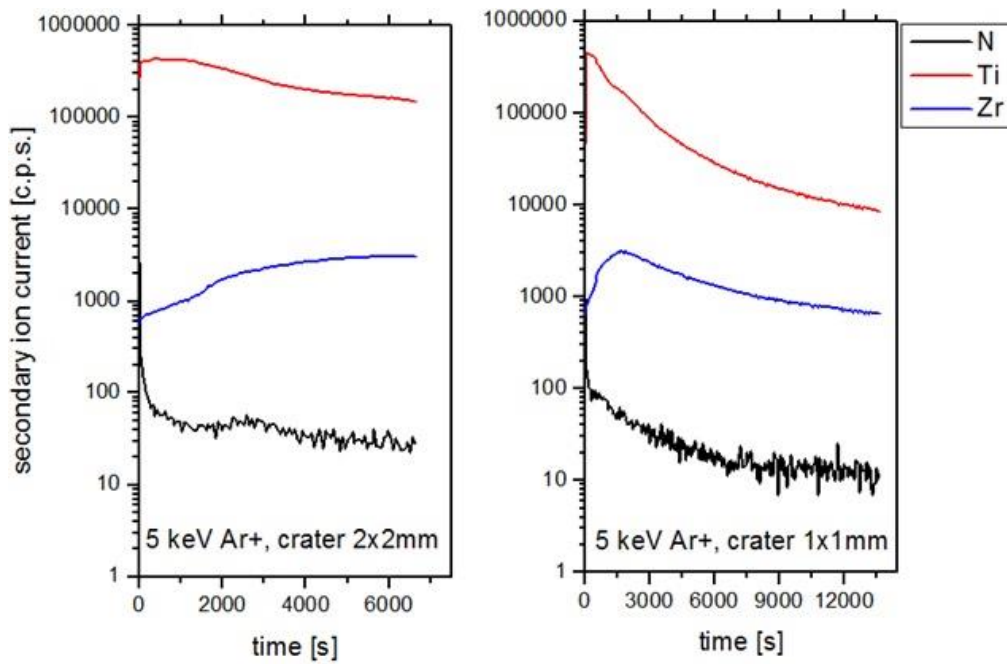 secondary ion current [c.p.s.]
1000000
100000
10000
1000
100
10
1
5 keV Ar+, crater 2x2mm
0 2000 4000 6000
time [s]
1000000
100000
10000
1000
100
10
1
5 keV Ar+, crater 1x1mm
0 3000 6000 9000 12000
time [s]
N
Ti
Zr